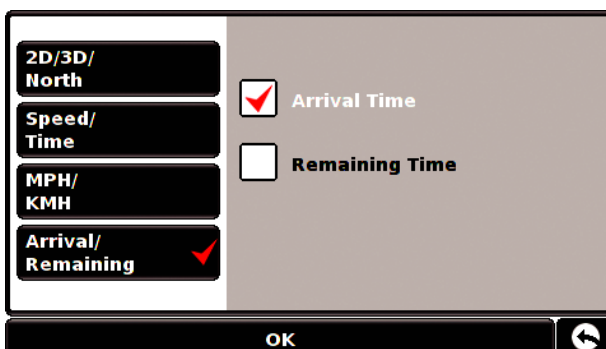 2D/3D/
North
Speed/
Time
MPH/
KMH
Arrival/
Remaining
Arrival Time
Remaining Time
OK